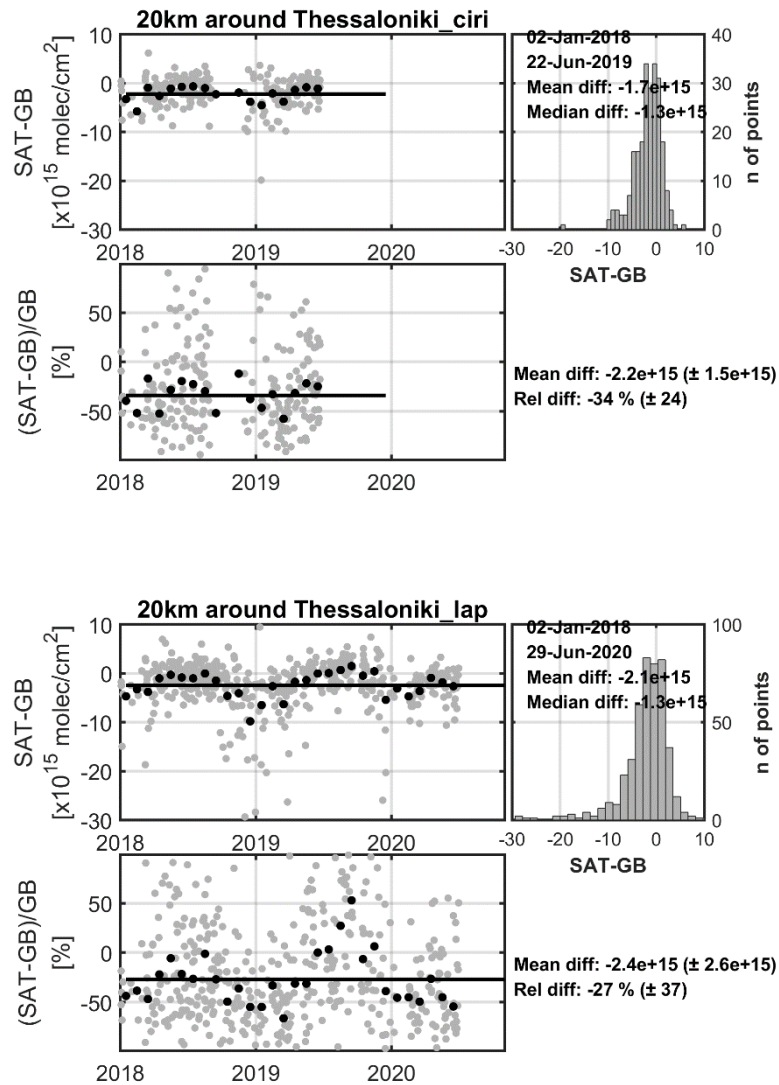 20km around Thessaloniki_ciri
SAT-GB
[x10^15 molec/cm^2]
10
0
-10
-20
-30
2018
2019
2020
02-Jan-2018
22-Jun-2019
Mean diff: -1.7e+15
Median diff: -1.3e+15
40
30
20
10
0
n of points
-30
-20
-10
0
10
SAT-GB
(SAT-GB)/GB
[%]
50
0
-50
2018
2019
2020
Mean diff: -2.2e+15 (± 1.5e+15)
Rel diff: -34 % (± 24)
20km around Thessaloniki_lap
SAT-GB
[x10^15 molec/cm^2]
10
0
-10
-20
-30
2018
2019
2020
02-Jan-2018
29-Jun-2020
Mean diff: -2.1e+15
Median diff: -1.3e+15
100
50
0
n of points
-30
-20
-10
0
10
SAT-GB
(SAT-GB)/GB
[%]
50
0
-50
2018
2019
2020
Mean diff: -2.4e+15 (± 2.6e+15)
Rel diff: -27 % (± 37)